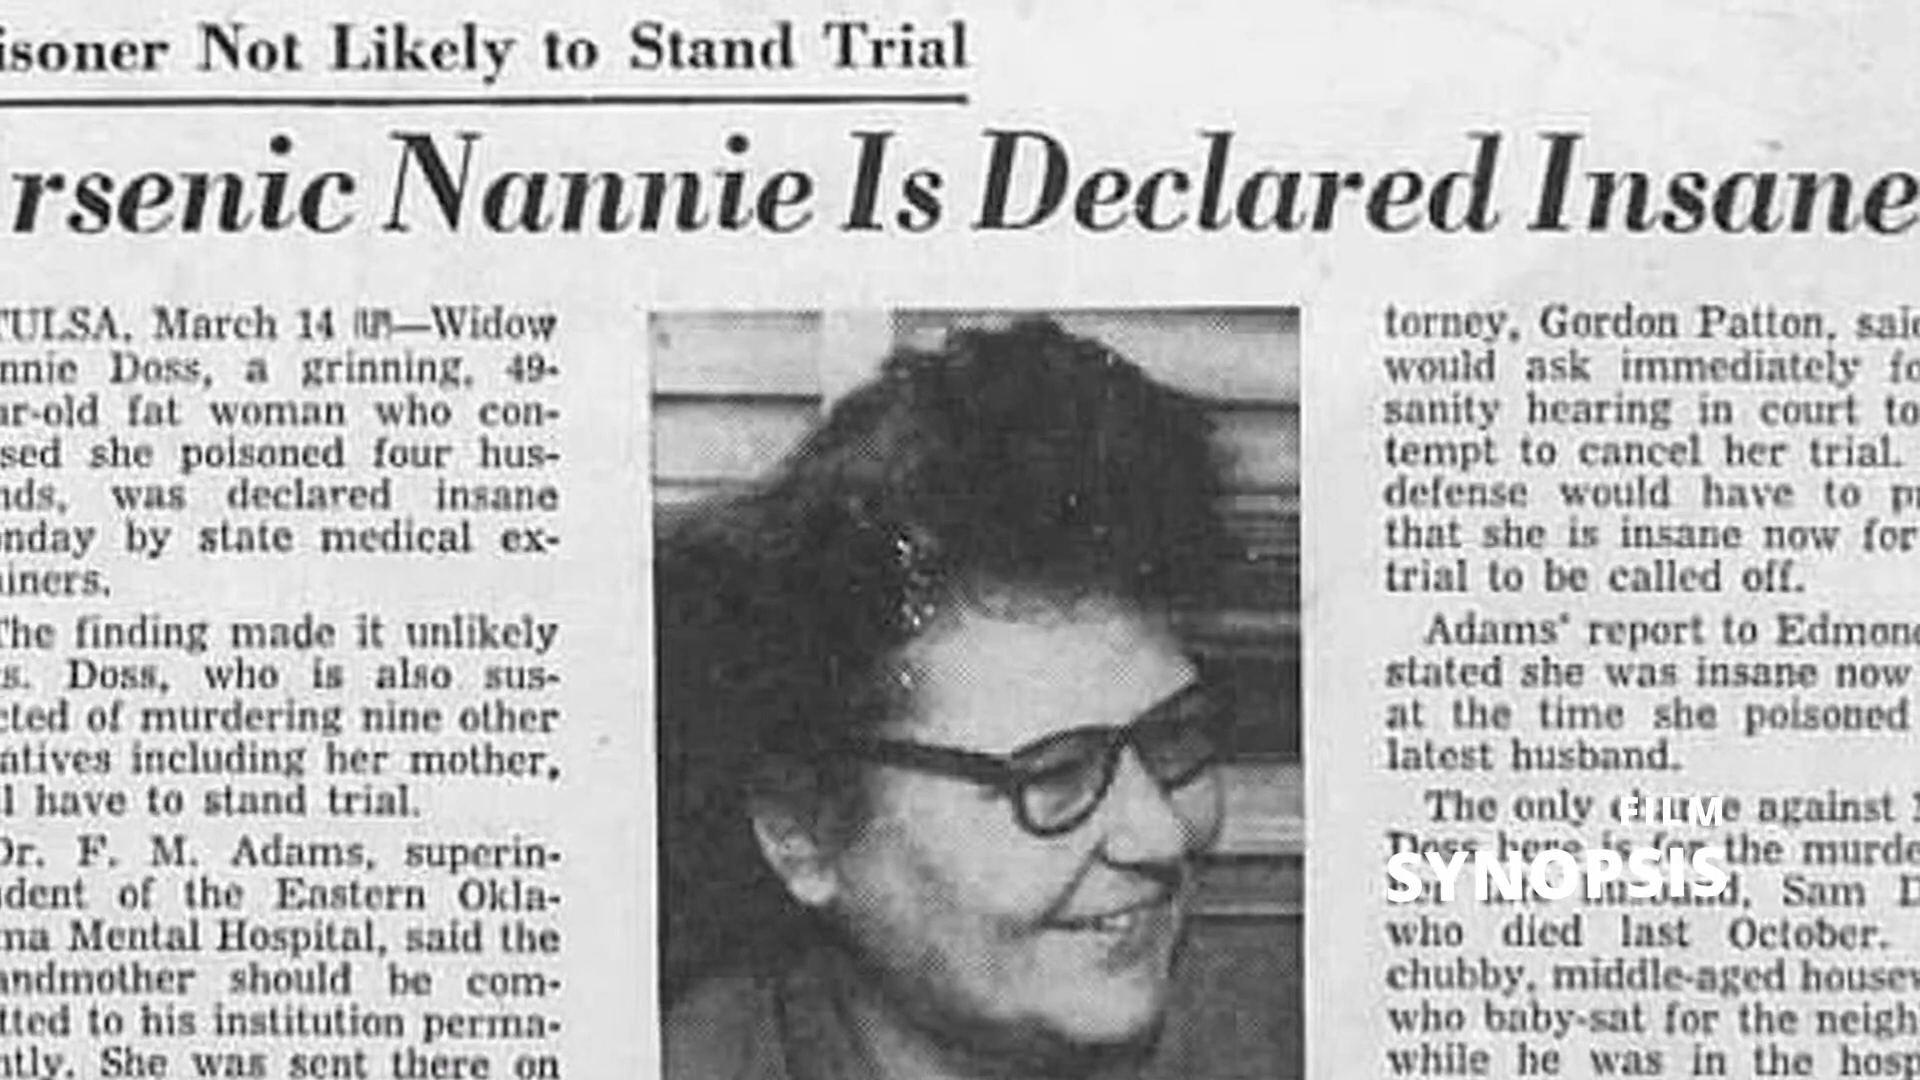 isoner Not Likely to Stand Trial
rsenic Nannie Is Declared Insane
TULSA, March 14 (UP)—Widow
nnie Doss, a grinning, 49-
ar-old fat woman who con-
sed she poisoned four hus-
nds, was declared insane
onday by state medical ex-
iners.
The finding made it unlikely
s. Doss, who is also sus-
cted of murdering nine other
atives including her mother,
l have to stand trial.
Dr. F. M. Adams, superin-
dent of the Eastern Okla-
ma Mental Hospital, said the
andmother should be com-
tted to his institution perma-
ntly. She was sent there on
torney, Gordon Patton, said
would ask immediately fo
sanity hearing in court to
tempt to cancel her trial.
defense would have to pr
that she is insane now for
trial to be called off.
Adams' report to Edmond
stated she was insane now
at the time she poisoned
latest husband.
The only against
Doss here is for the murde
Sam D
who died last October.
chubby, middle-aged housew
who baby-sat for the neigh
while he was in the hosp
FILM
SYNOPSIS